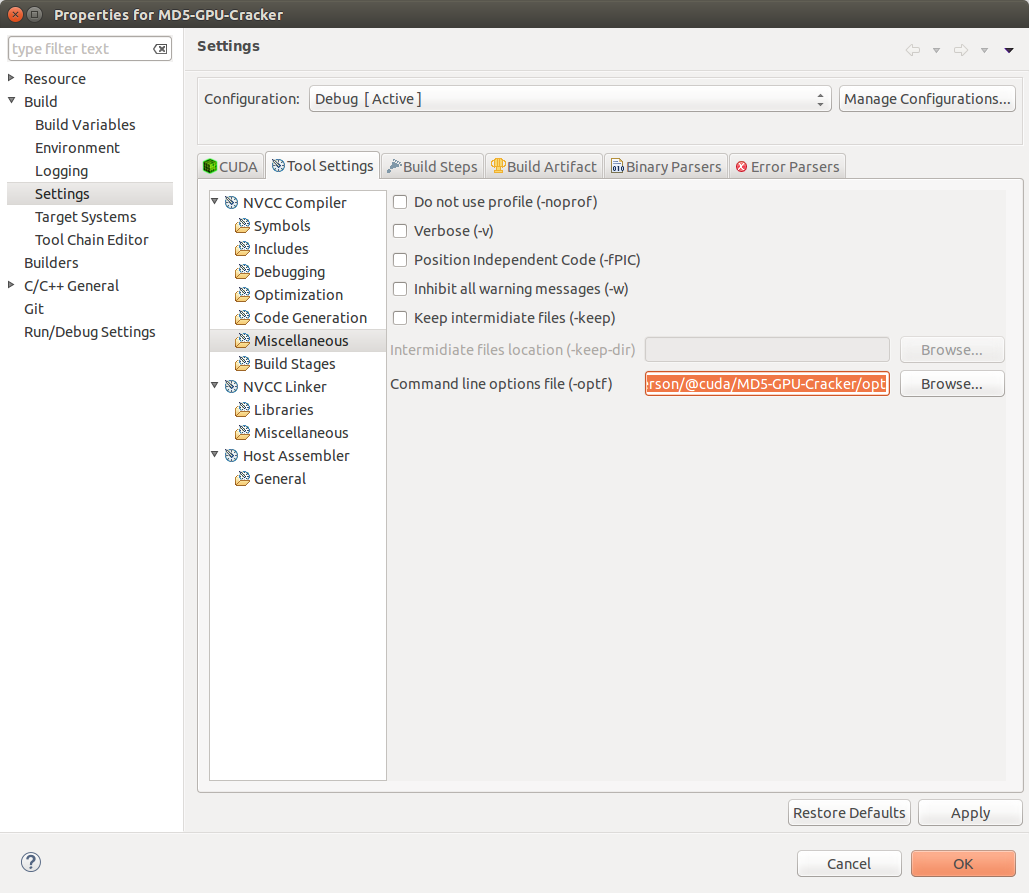 Properties for MD5-GPU-Cracker
type filter text
Resource
Build
Build Variables
Environment
Logging
Settings
Target Systems
Tool Chain Editor
Builders
C/C++ General
Git
Run/Debug Settings
Settings
Configuration: Debug [Active] Manage Configurations...
CUDA Tool Settings Build Steps Build Artifact Binary Parsers Error Parsers
NVCC Compiler
Symbols
Includes
Debugging
Optimization
Code Generation
Miscellaneous
Build Stages
NVCC Linker
Libraries
Miscellaneous
Host Assembler
General
Do not use profile (-noprof)
Verbose (-v)
Position Independent Code (-fPIC)
Inhibit all warning messages (-w)
Keep intermidiate files (-keep)
Intermidiate files location (-keep-dir) Browse...
Command line options file (-optf) erson/@cuda/MD5-GPU-Cracker/opt Browse...
Restore Defaults Apply
? Cancel OK